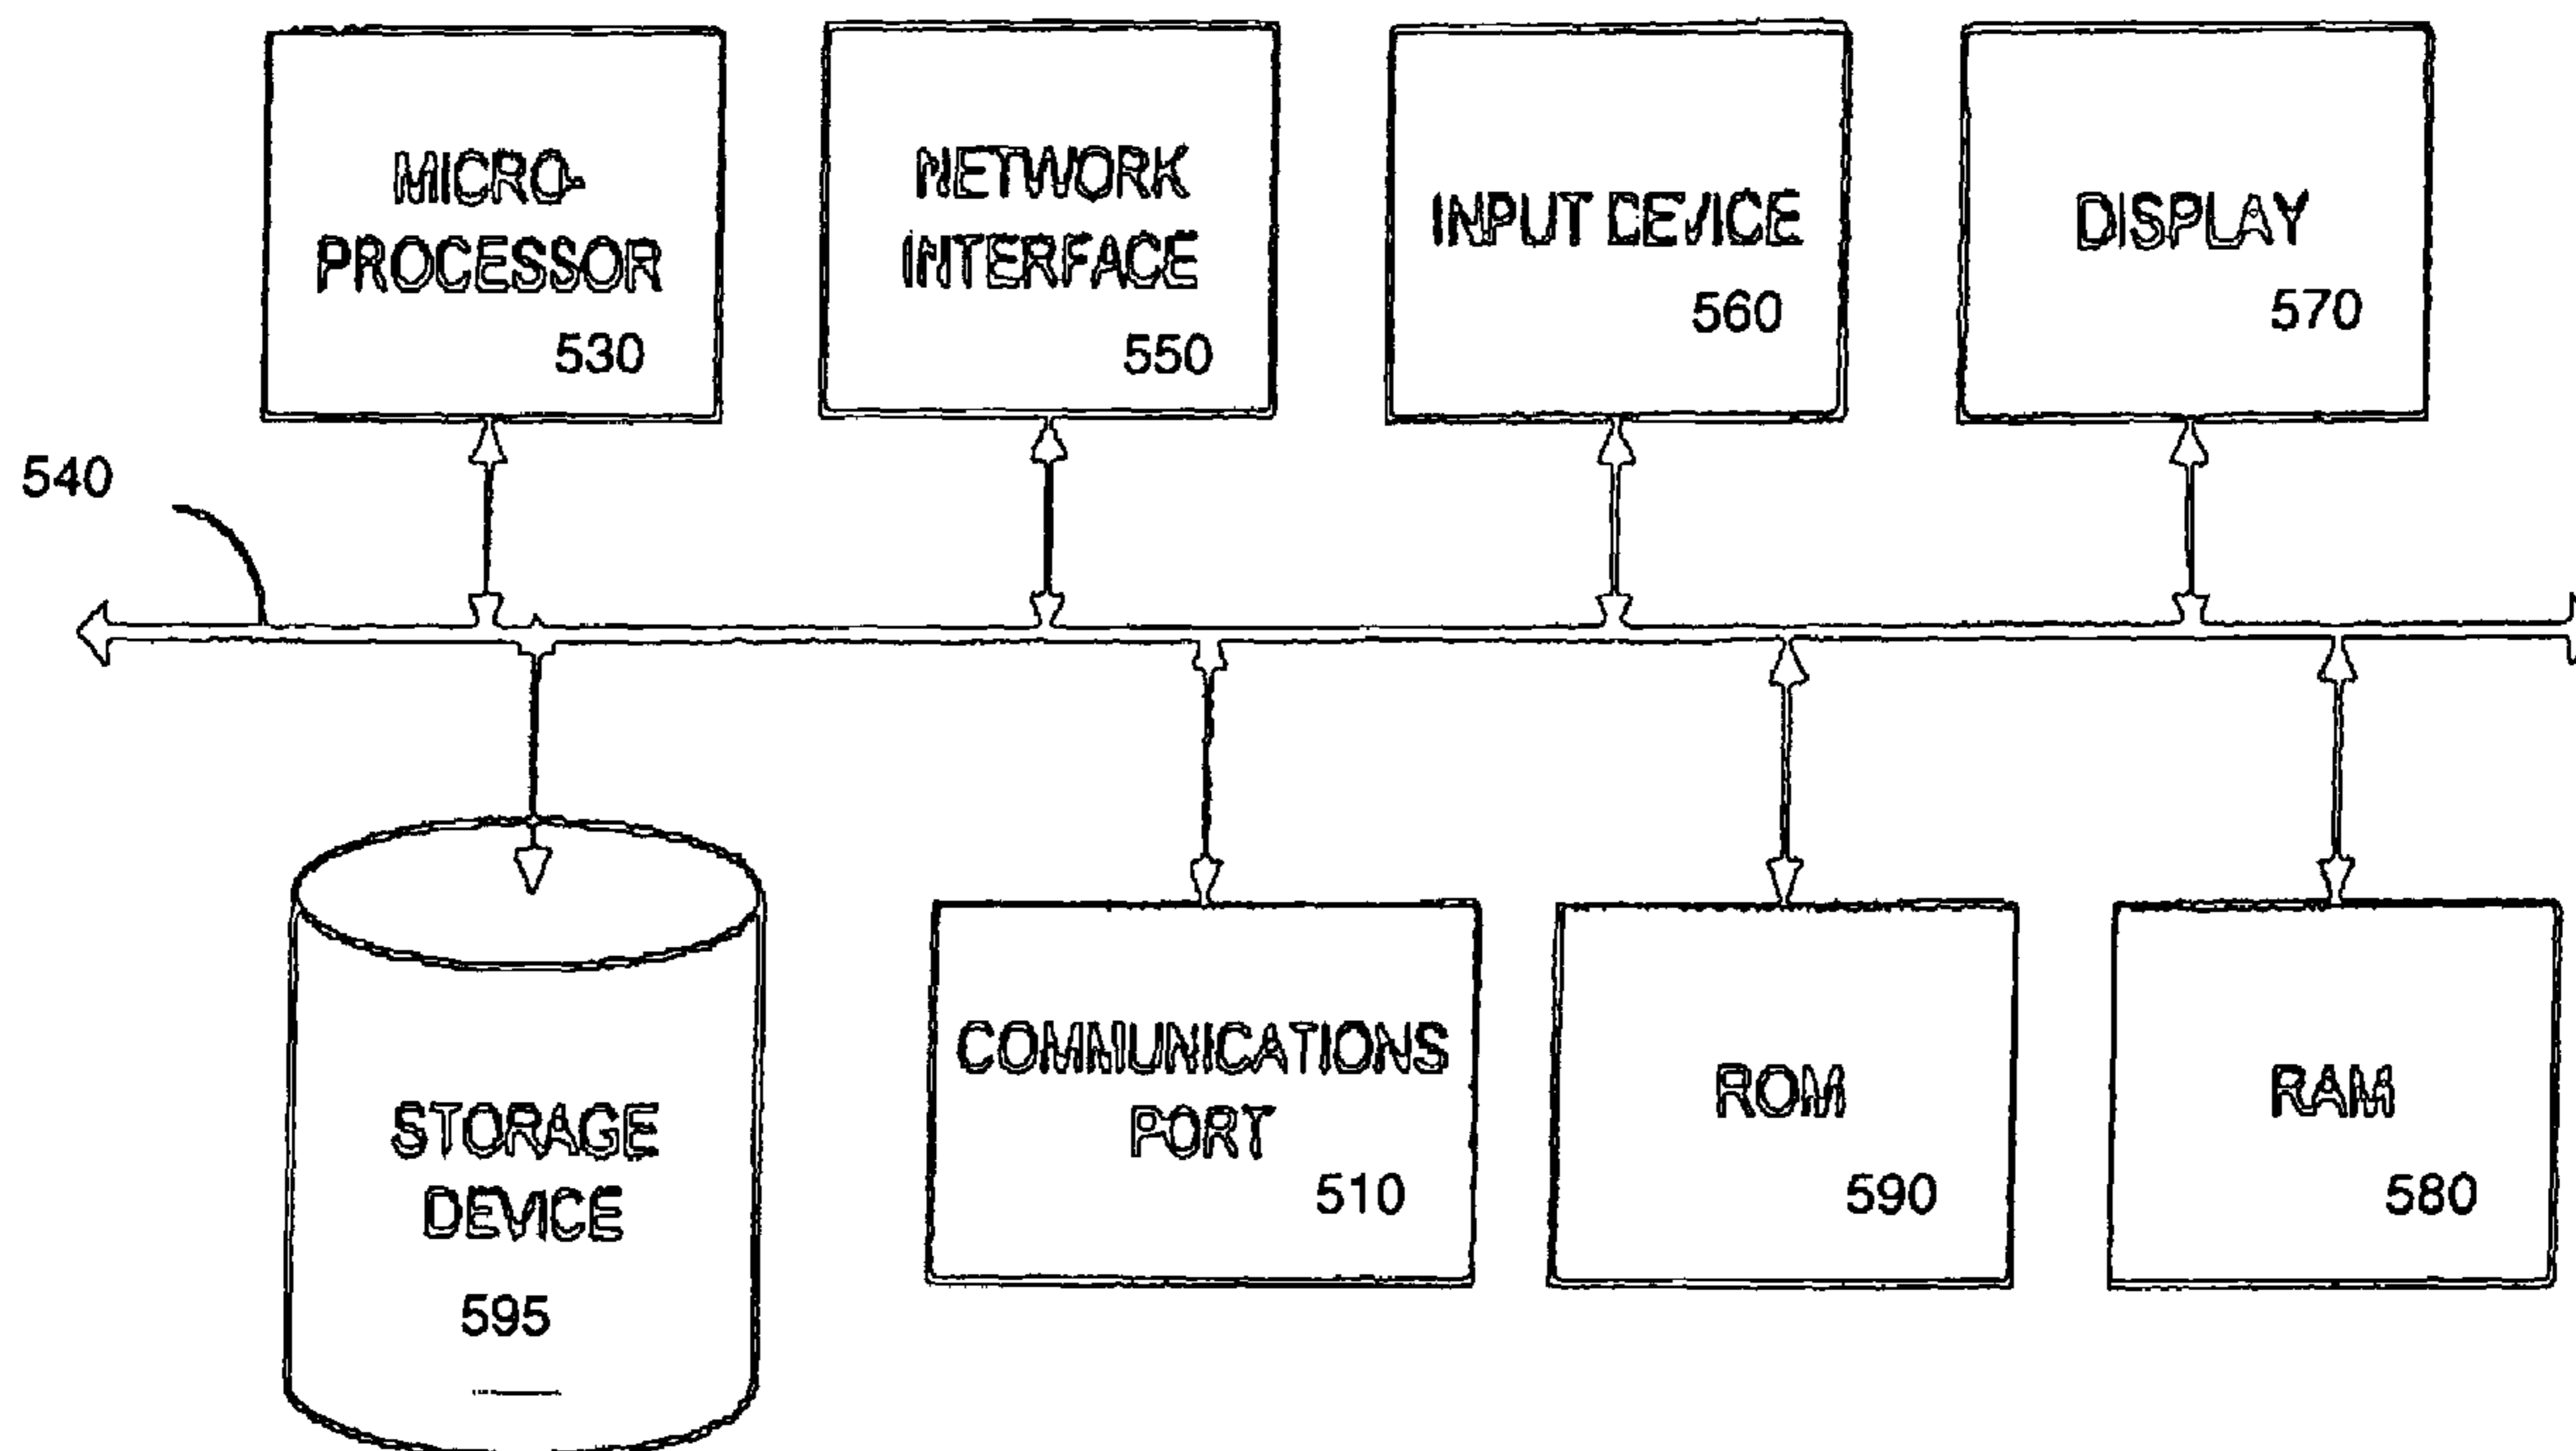 MICRO-
PROCESSOR
530
NETWORK
INTERFACE
550
INPUT DEVICE
560
DISPLAY
570
540
STORAGE
DEVICE
595
COMMUNICATIONS
PORT
510
ROM
590
RAM
580